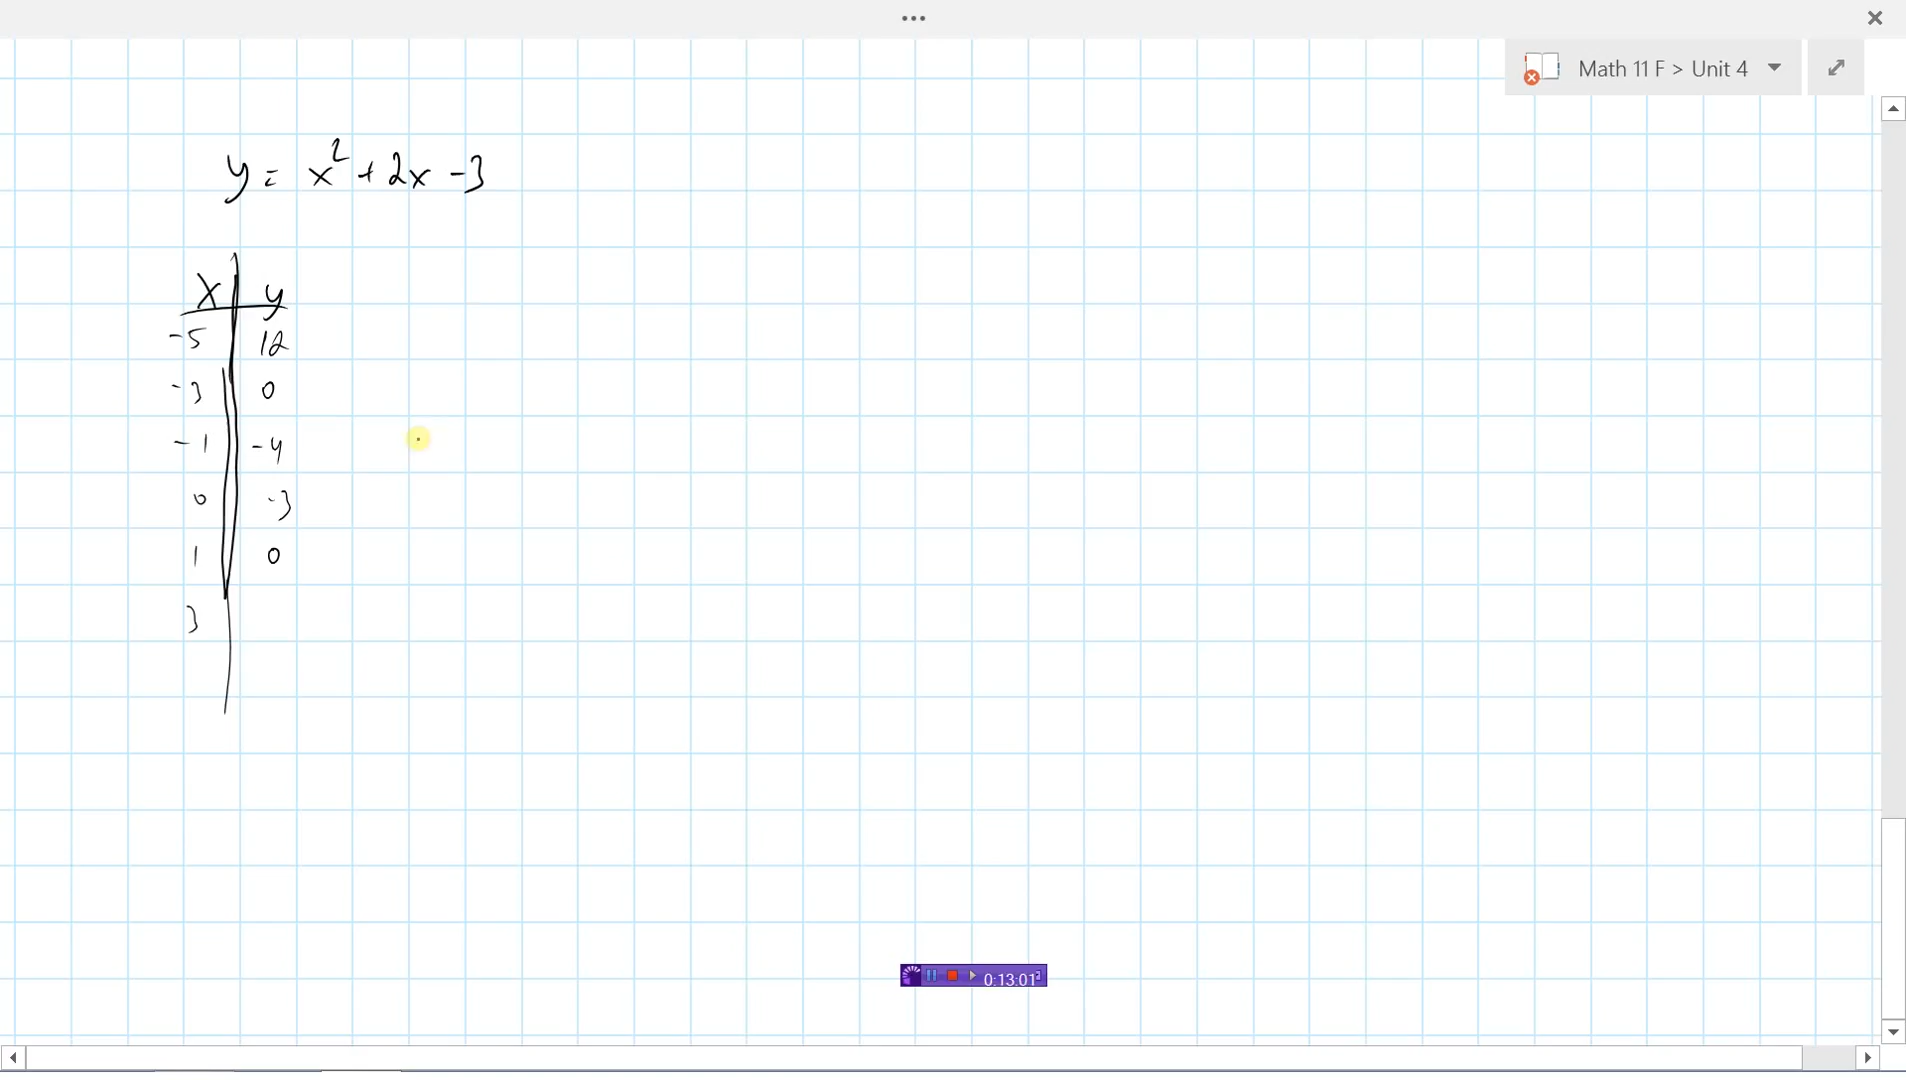 Math 11 F > Unit 4
y = x² + 2x - 3
x y
-5 12
-3 0
-1 -4
0 -3
1 0
3
0:13:01